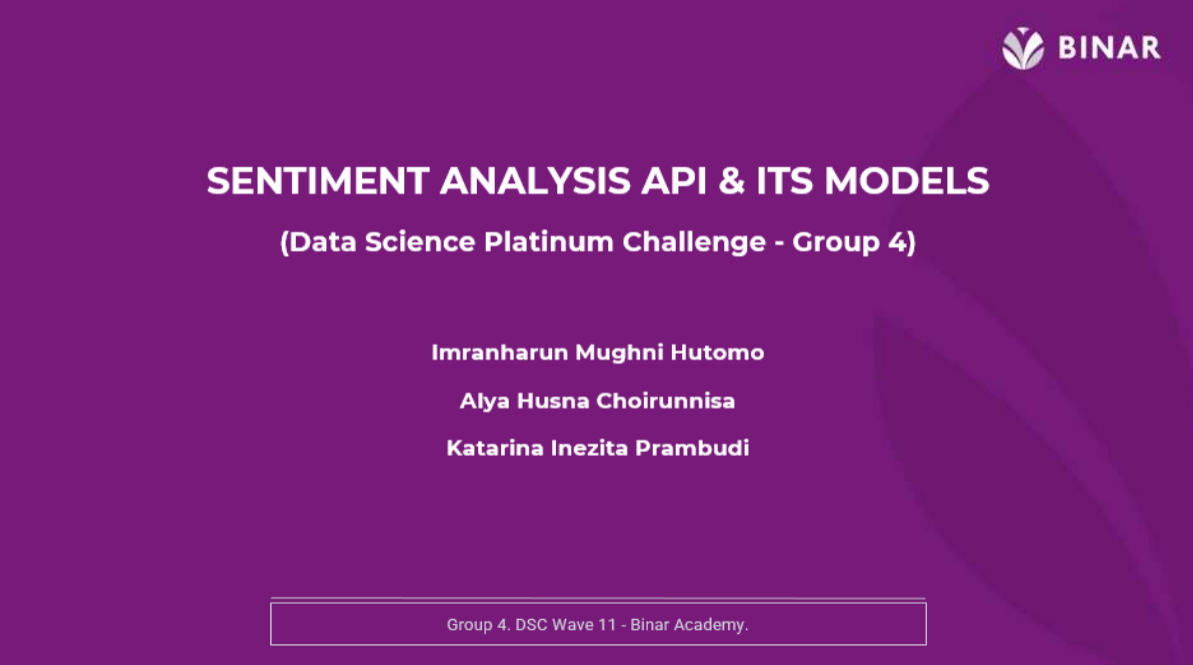 BINAR
SENTIMENT ANALYSIS API & ITS MODELS
(Data Science Platinum Challenge - Group 4)
Imranharun Mughni Hutomo
Alya Husna Choirunnisa
Katarina Inezita Prambudi
Group 4. DSC Wave 11 - Binar Academy.